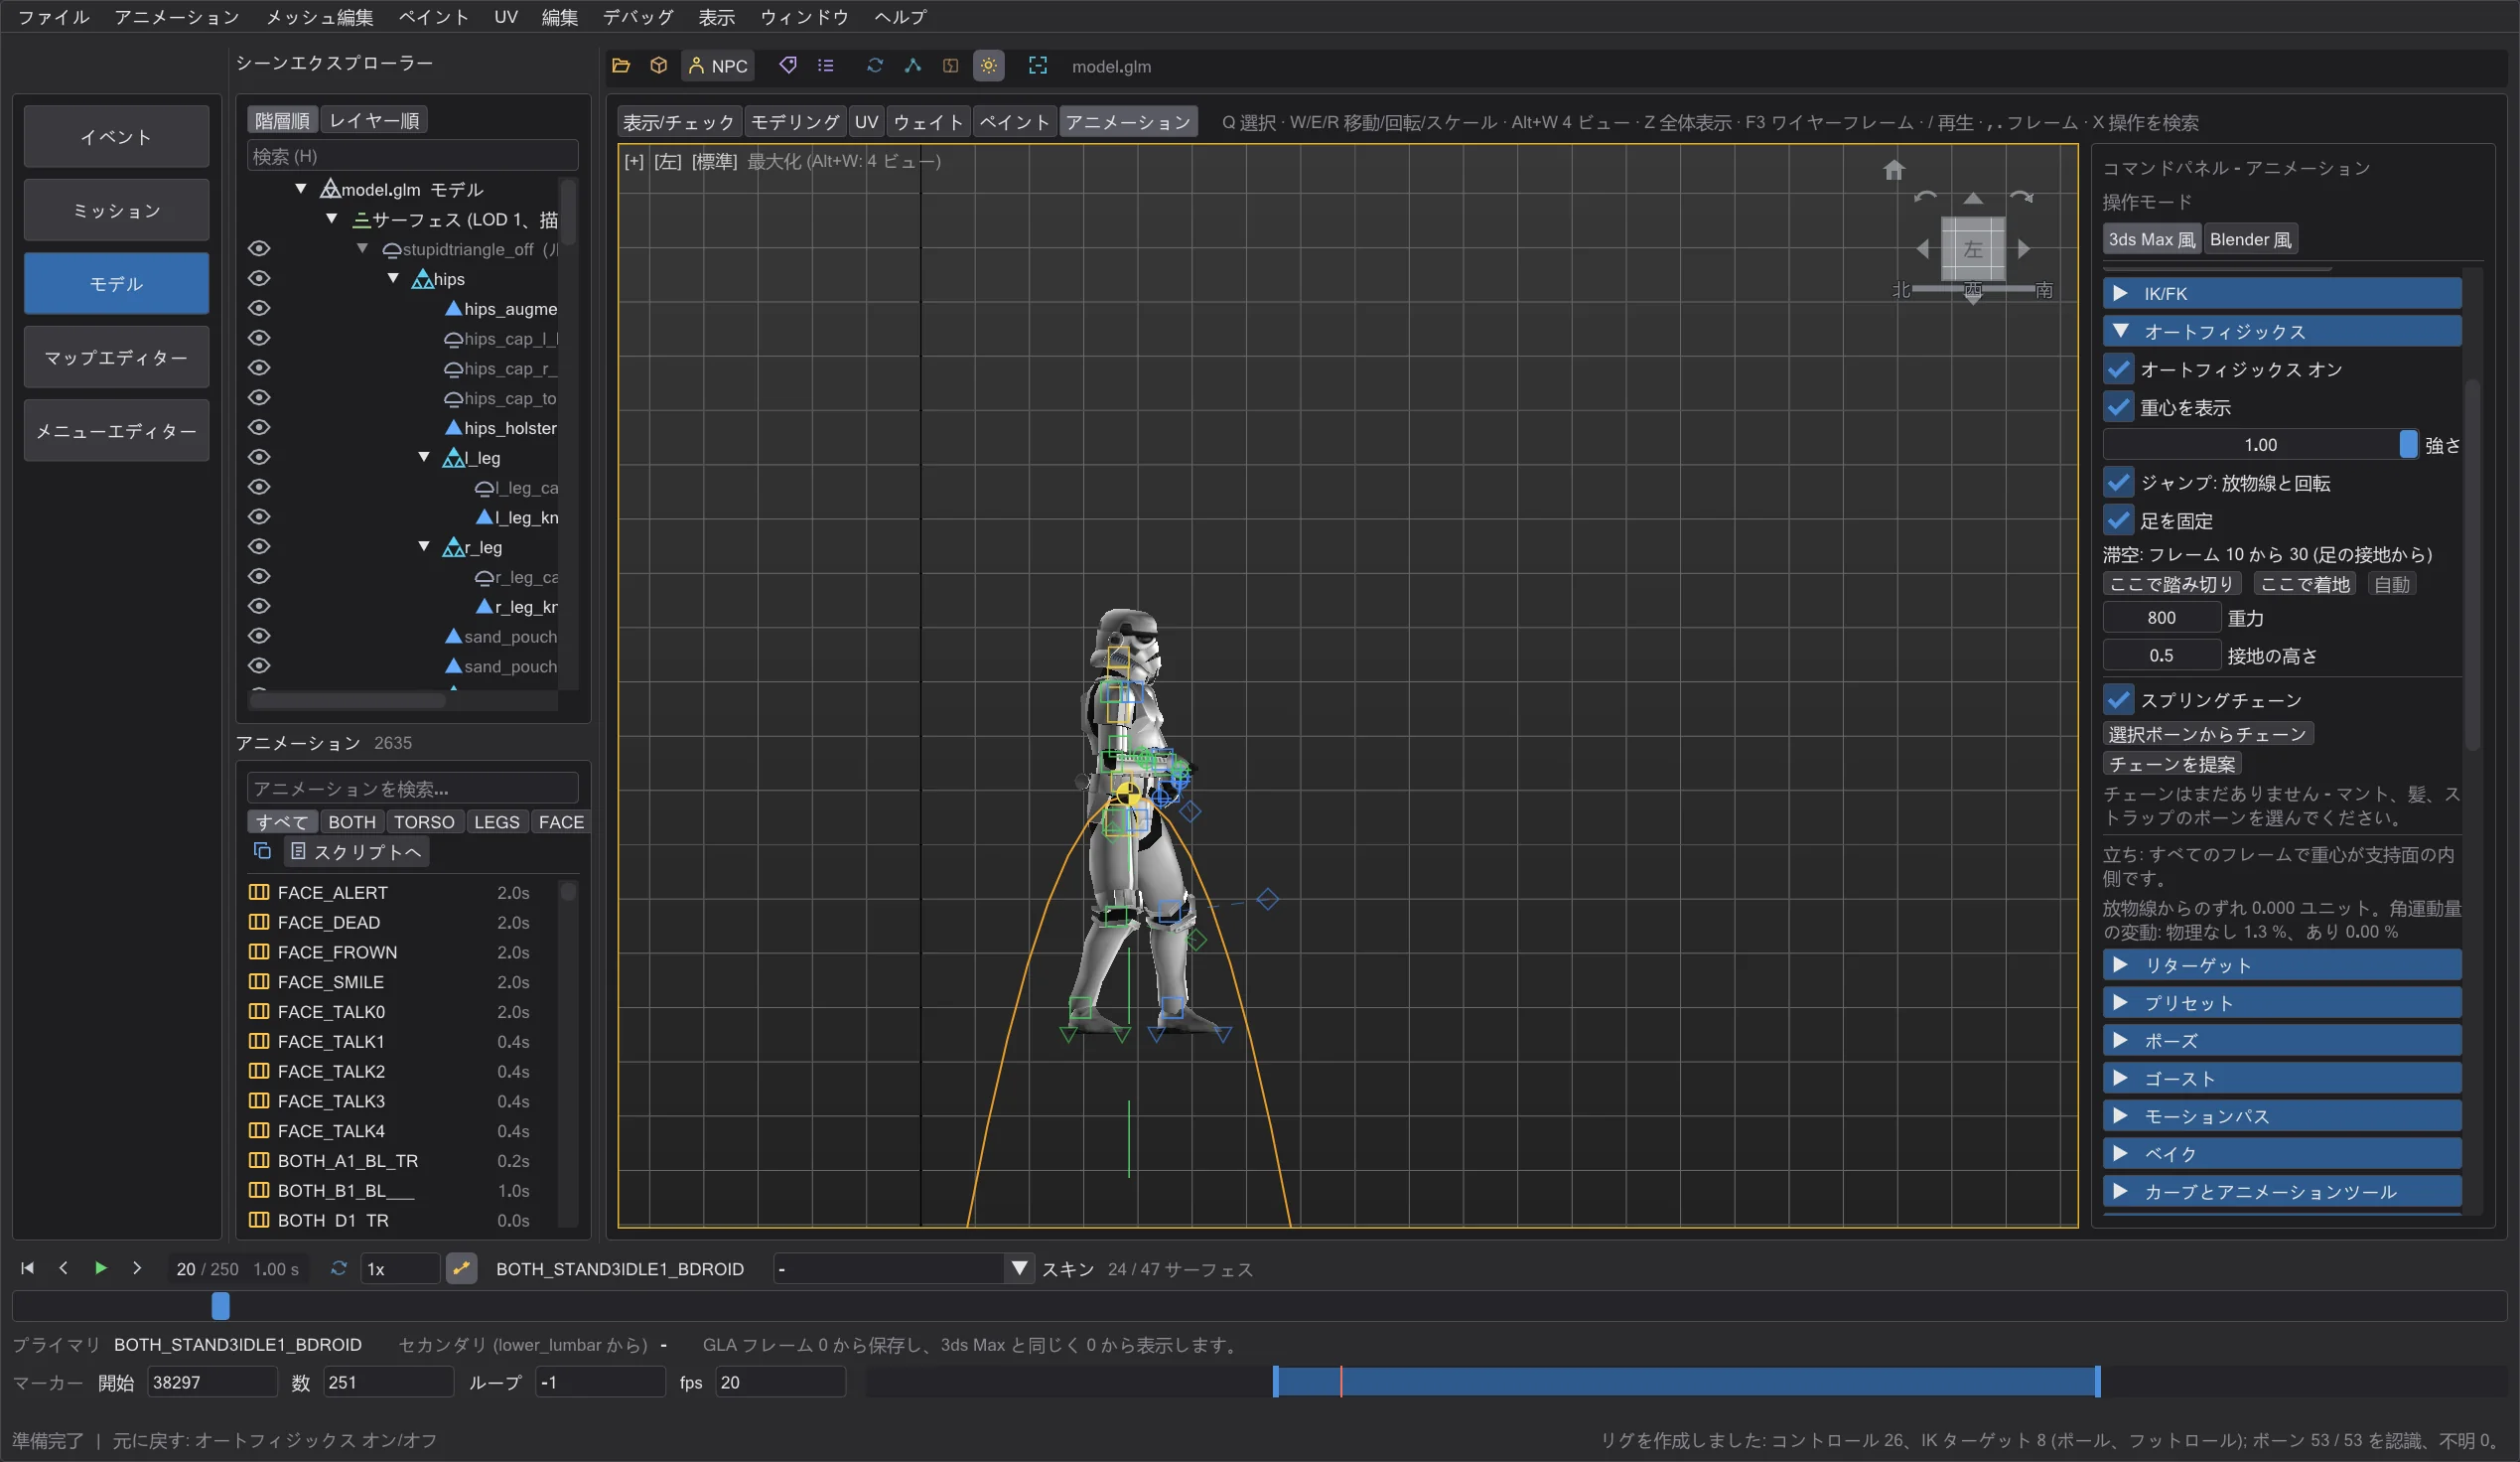 ファイル アニメーション メッシュ編集 ペイント UV 編集 デバッグ 表示 ウィンドウ ヘルプ
シーンエクスプローラー
NPC model.glm
イベント
ミッション
モデル
マップエディター
メニューエディター
階層順 レイヤー順
検索 (H)
model.glm モデル
サーフェス (LOD 1、描
stupidtriangle_off
hips
hips_augme
hips_cap_l_
hips_cap_r_
hips_cap_to
hips_holster
l_leg
l_leg_ca
l_leg_kn
r_leg
r_leg_ca
r_leg_kn
sand_pouch
sand_pouch
アニメーション 2635
アニメーションを検索...
すべて BOTH TORSO LEGS FACE
スクリプトへ
FACE_ALERT 2.0s
FACE_DEAD 2.0s
FACE_FROWN 2.0s
FACE_SMILE 2.0s
FACE_TALK0 2.0s
FACE_TALK1 0.4s
FACE_TALK2 0.4s
FACE_TALK3 0.4s
FACE_TALK4 0.4s
BOTH_A1_BL_TR 0.2s
BOTH_B1_BL___ 1.0s
BOTH_D1_TR 0.0s
表示/チェック モデリング UV ウェイト ペイント アニメーション Q 選択 · W/E/R 移動/回転/スケール · Alt+W 4 ビュー · Z 全体表示 · F3 ワイヤーフレーム · / 再生 · , . フレーム · X 操作を検索
[+] [左] [標準] 最大化 (Alt+W: 4 ビュー)
左
北 西 南
コマンドパネル - アニメーション
操作モード
3ds Max 風 Blender 風
IK/FK
オートフィジックス
オートフィジックス オン
重心を表示
1.00 強さ
ジャンプ: 放物線と回転
足を固定
滞空: フレーム 10 から 30 (足の接地から)
ここで踏み切り ここで着地 自動
800 重力
0.5 接地の高さ
スプリングチェーン
選択ボーンからチェーン
チェーンを提案
チェーンはまだありません - マント、髪、ス
トラップのボーンを選んでください。
立ち: すべてのフレームで重心が支持面の内
側です。
放物線からのずれ 0.000 ユニット。角運動量
の変動: 物理なし 1.3 %、あり 0.00 %
リターゲット
プリセット
ポーズ
ゴースト
モーションパス
ベイク
カーブとアニメーションツール
20 / 250 1.00 s 1x BOTH_STAND3IDLE1_BDROID - スキン 24 / 47 サーフェス
プライマリ BOTH_STAND3IDLE1_BDROID セカンダリ (lower_lumbar から) - GLA フレーム 0 から保存し、3ds Max と同じく 0 から表示します。
マーカー 開始 38297 数 251 ループ -1 fps 20
準備完了 | 元に戻す: オートフィジックス オン/オフ
リグを作成しました: コントロール 26、IK ターゲット 8 (ポール、フットロール); ボーン 53 / 53 を認識、不明 0。